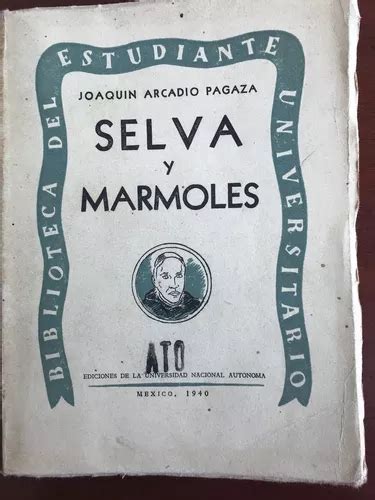 BIBLIOTECA DEL ESTUDIANTE UNIVERSITARIO
JOAQUIN ARCADIO PAGAZA
SELVA
Y
MARMOLES
ATO
EDICIONES DE LA UNIVERSIDAD NACIONAL AUTONOMA
MEXICO, 1940